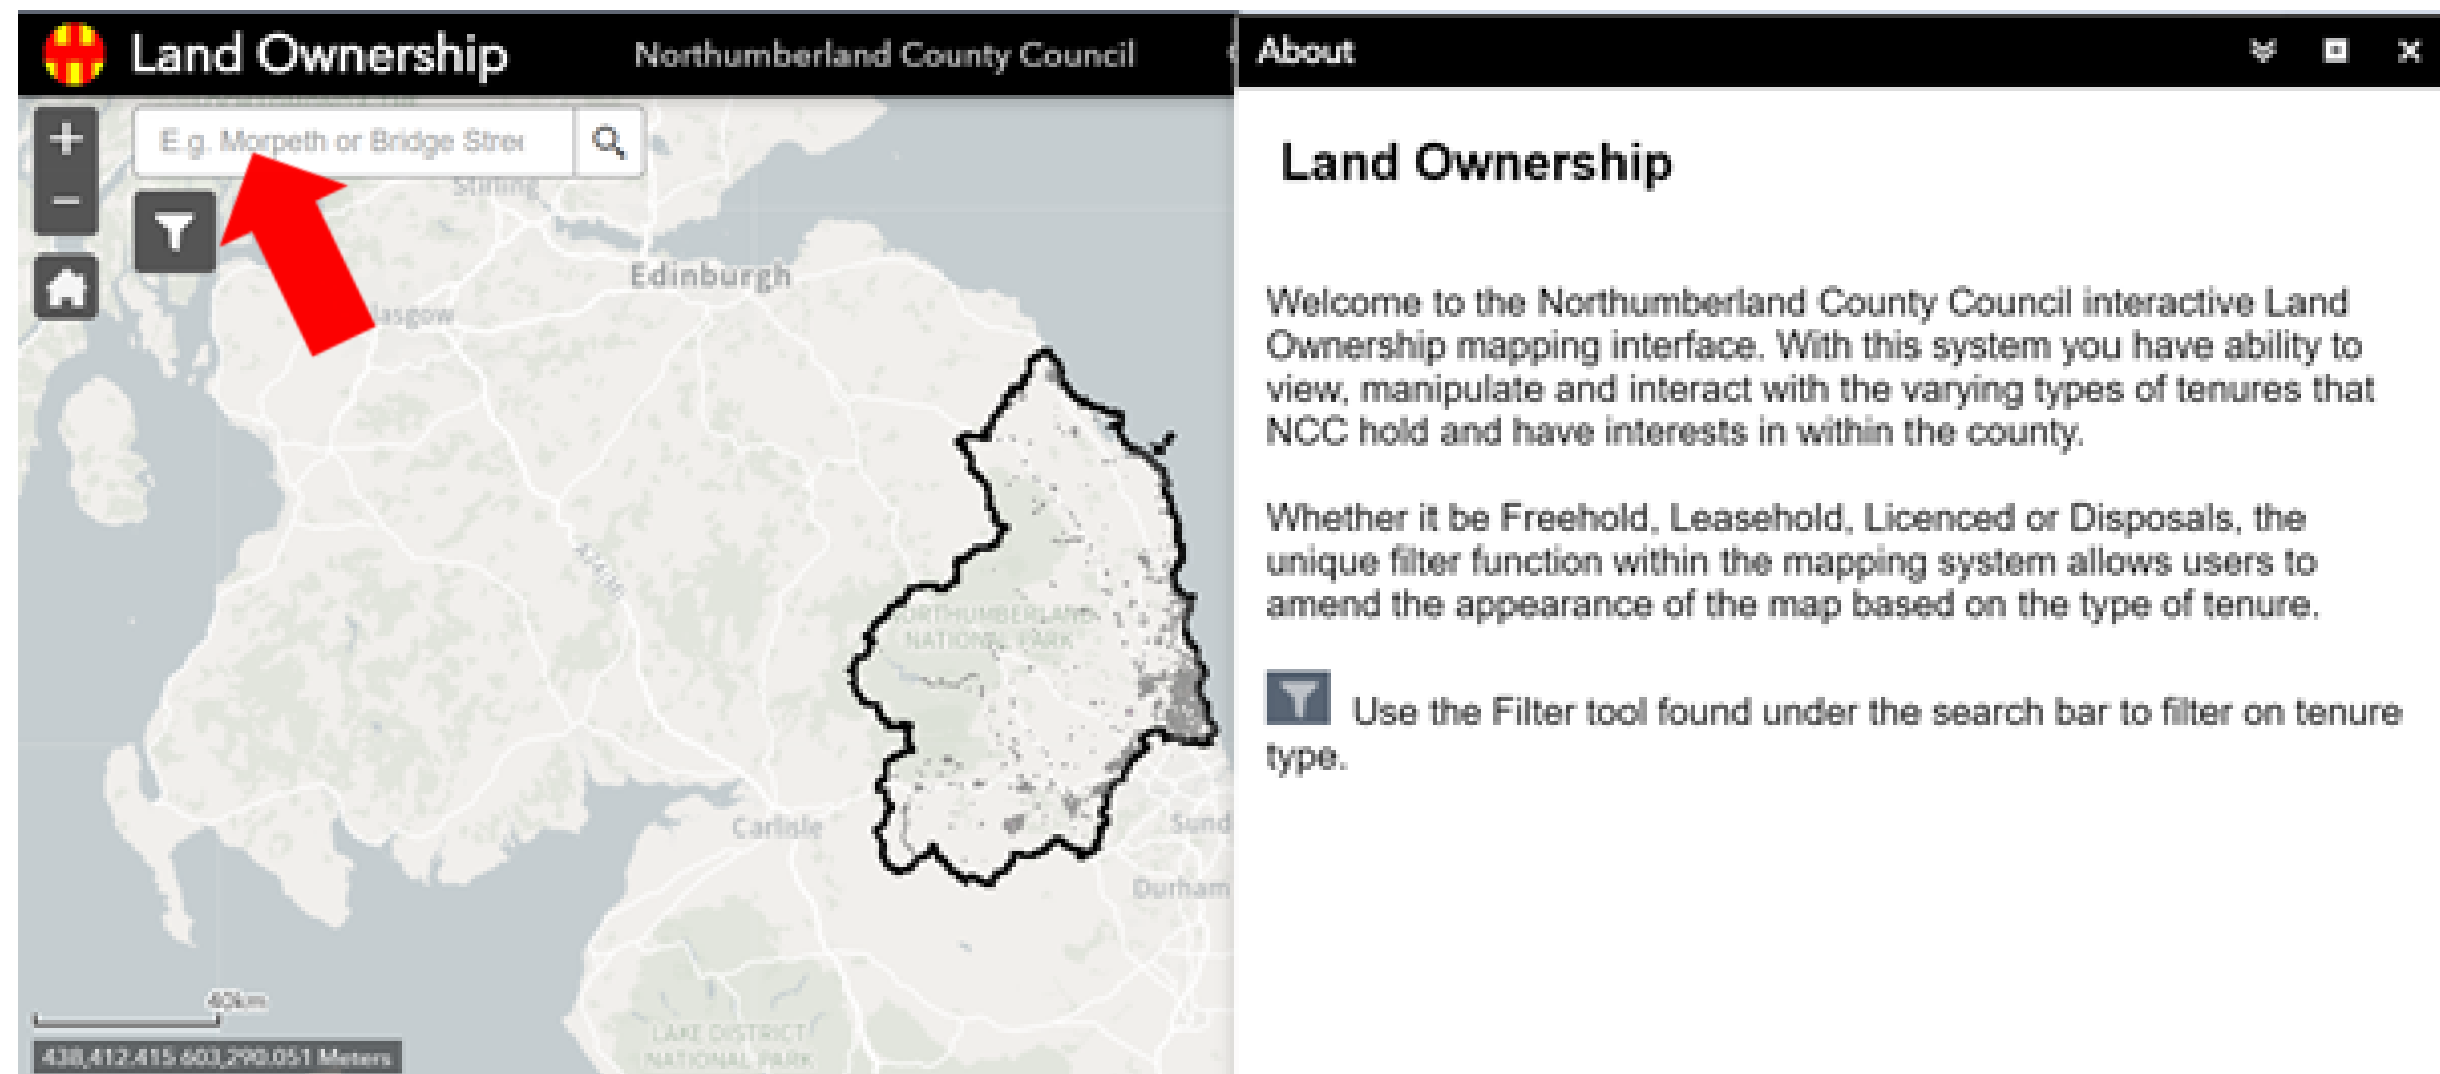 Land Ownership
Northumberland County Council
About
E.g. Morpeth or Bridge Stree
Stirling
Edinburgh
asgow
NORTHUMBERLAND
NATIONAL PARK
Carlisle
Sund
Durham
40km
LAKE DISTRICT
NATIONAL PARK
438,412.415 603,290.051 Meters
Land Ownership
Welcome to the Northumberland County Council interactive Land
Ownership mapping interface. With this system you have ability to
view, manipulate and interact with the varying types of tenures that
NCC hold and have interests in within the county.
Whether it be Freehold, Leasehold, Licenced or Disposals, the
unique filter function within the mapping system allows users to
amend the appearance of the map based on the type of tenure.
Use the Filter tool found under the search bar to filter on tenure
type.